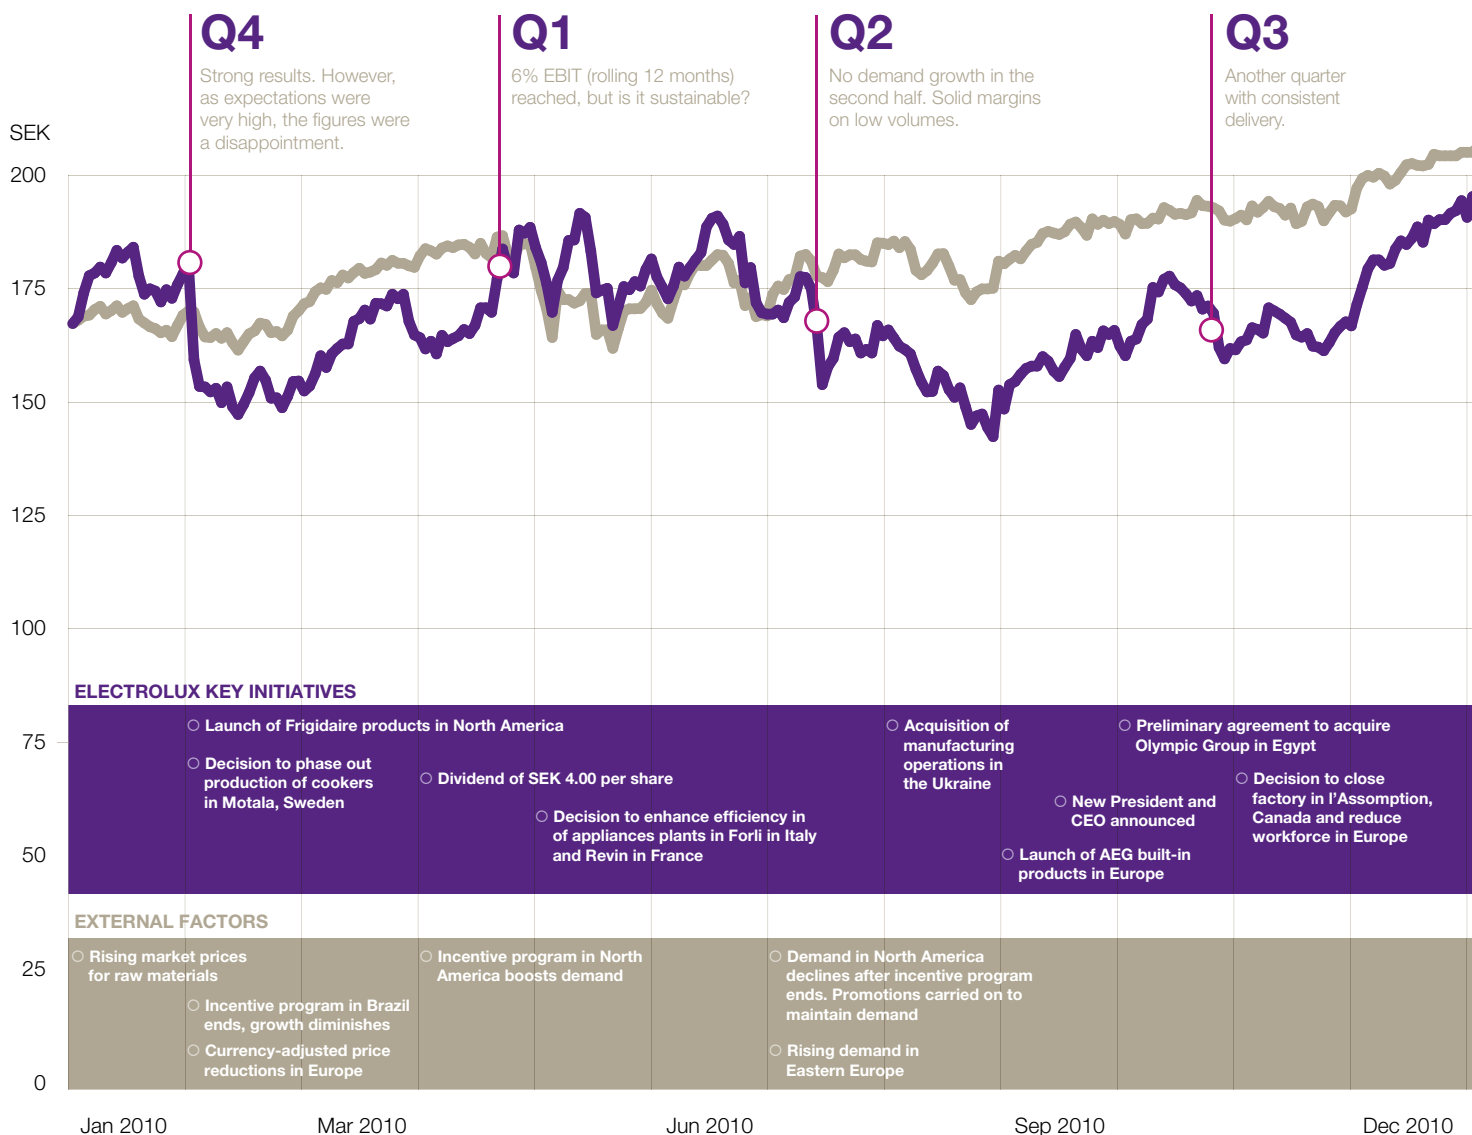 Q4
Strong results. However,
as expectations were
very high, the figures were
a disappointment.
Q1
6% EBIT (rolling 12 months)
reached, but is it sustainable?
Q2
No demand growth in the
second half. Solid margins
on low volumes.
Q3
Another quarter
with consistent
delivery.
SEK
200
175
150
125
100
75
50
25
0
ELECTROLUX KEY INITIATIVES
Launch of Frigidaire products in North America
Decision to phase out
production of cookers
in Motala, Sweden
Dividend of SEK 4.00 per share
Decision to enhance efficiency in
of appliances plants in Forli in Italy
and Revin in France
Acquisition of
manufacturing
operations in
the Ukraine
New President and
CEO announced
Launch of AEG built-in
products in Europe
Preliminary agreement to acquire
Olympic Group in Egypt
Decision to close
factory in l'Assomption,
Canada and reduce
workforce in Europe
EXTERNAL FACTORS
Rising market prices
for raw materials
Incentive program in Brazil
ends, growth diminishes
Currency-adjusted price
reductions in Europe
Incentive program in North
America boosts demand
Demand in North America
declines after incentive program
ends. Promotions carried on to
maintain demand
Rising demand in
Eastern Europe
Jan 2010
Mar 2010
Jun 2010
Sep 2010
Dec 2010